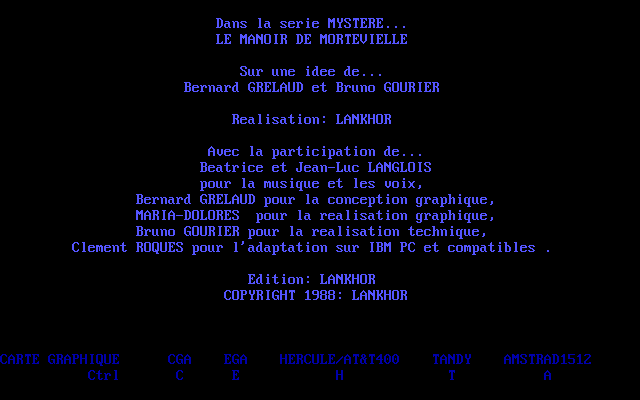 Dans la serie MYSTERE...
LE MANOIR DE MORTEVIELLE
Sur une idee de...
Bernard GRELAUD et Bruno GOURIER
Realisation: LANKHOR
Avec la participation de...
Beatrice et Jean-Luc LANGLOIS
pour la musique et les voix,
Bernard GRELAUD pour la conception graphique,
MARIA-DOLORES  pour la realisation graphique,
Bruno GOURIER pour la realisation technique,
Clement ROQUES pour l'adaptation sur IBM PC et compatibles .
Edition: LANKHOR
COPYRIGHT 1988: LANKHOR
CARTE GRAPHIQUE      CGA    EGA    HERCULE/AT&T400    TANDY    AMSTRAD1512
Ctrl       C      E            H             T           A